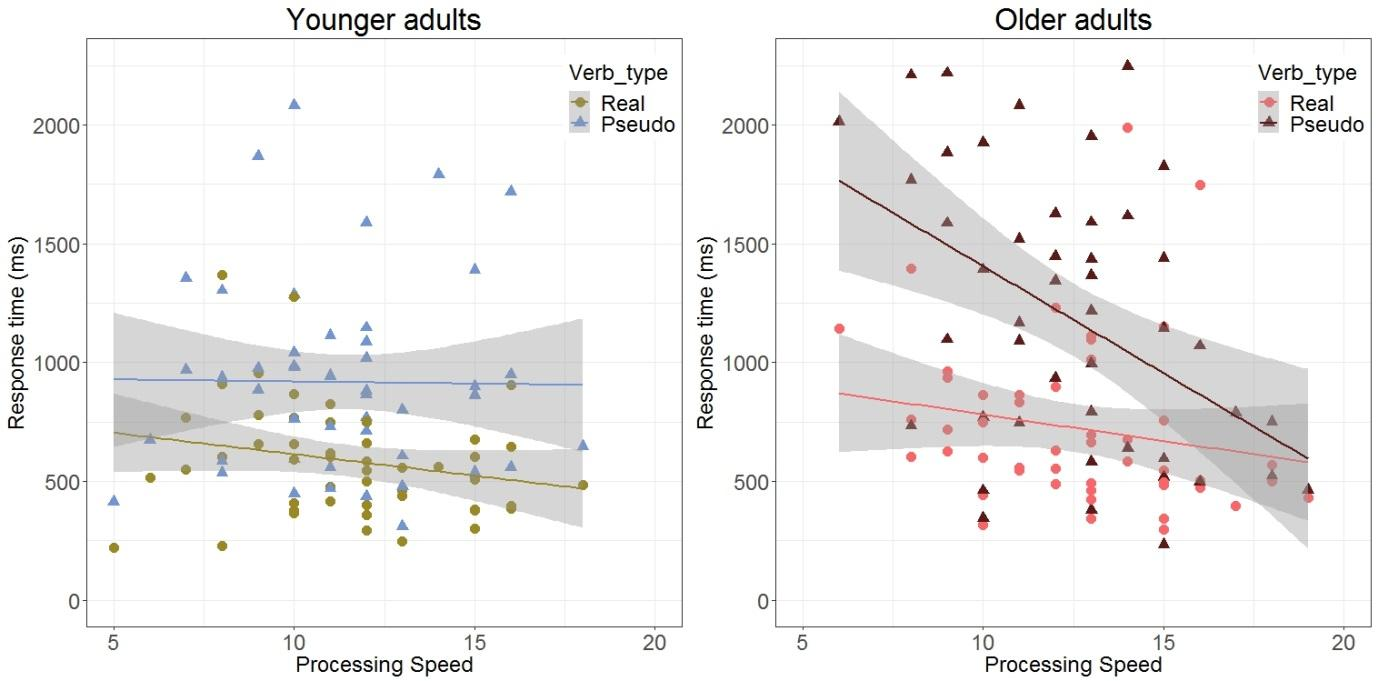 Younger adults
Response time (ms)
2000
1500
1000
500
0
5 10 15 20
Processing Speed
Verb_type
Real
Pseudo
Older adults
Response time (ms)
2000
1500
1000
500
0
5 10 15 20
Processing Speed
Verb_type
Real
Pseudo